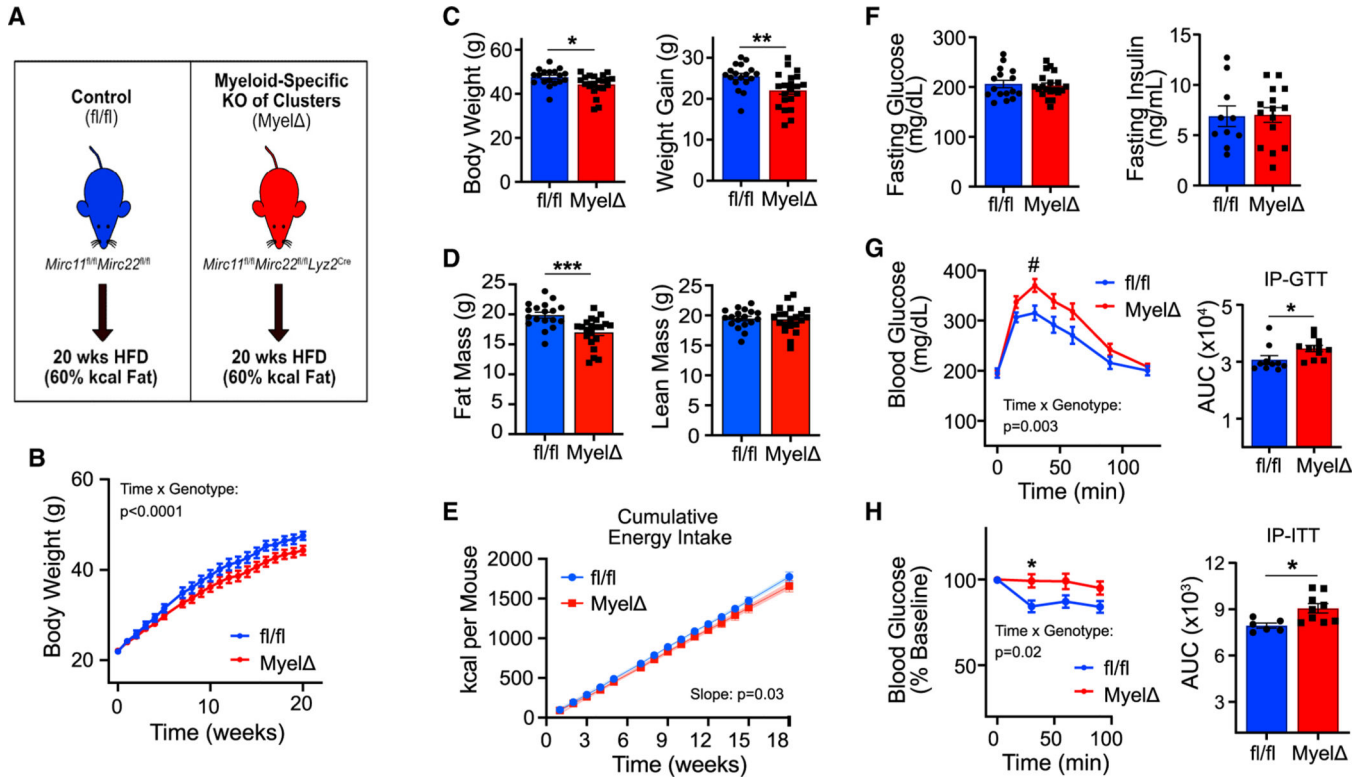 A
Control
(fl/fl)
Mirc11fl/flMirc22fl/fl
20 wks HFD
(60% kcal Fat)
Myeloid-Specific
KO of Clusters
(MyelΔ)
Mirc11fl/flMirc22fl/flLyz2Cre
20 wks HFD
(60% kcal Fat)
B
Body Weight (g)
60
40
20
Time x Genotype:
p<0.0001
fl/fl
MyelΔ
0
10
20
Time (weeks)
C
Body Weight (g)
60
40
20
0
*
fl/fl
MyelΔ
Weight Gain (g)
40
30
20
10
0
**
fl/fl
MyelΔ
D
Fat Mass (g)
25
20
15
10
5
0
***
fl/fl
MyelΔ
Lean Mass (g)
25
20
15
10
5
0
fl/fl
MyelΔ
E
Cumulative
Energy Intake
kcal per Mouse
2000
1500
1000
500
0
fl/fl
MyelΔ
Slope: p=0.03
0
3
6
9
12
15
18
Time (weeks)
F
Fasting Glucose
(mg/dL)
300
200
100
0
fl/fl
MyelΔ
Fasting Insulin
ng/mL)
15
10
5
0
fl/fl
MyelΔ
G
Blood Glucose
(mg/dL)
400
300
200
100
#
fl/fl
MyelΔ
Time x Genotype:
p=0.003
0
50
100
Time (min)
IP-GTT
AUC (x10⁴)
5
3
1
*
fl/fl
MyelΔ
H
Blood Glucose
(% Baseline)
100
50
*
Time x Genotype:
p=0.02
fl/fl
MyelΔ
0
50
100
Time (min)
IP-ITT
AUC (x10³)
12
9
6
3
*
fl/fl
MyelΔ